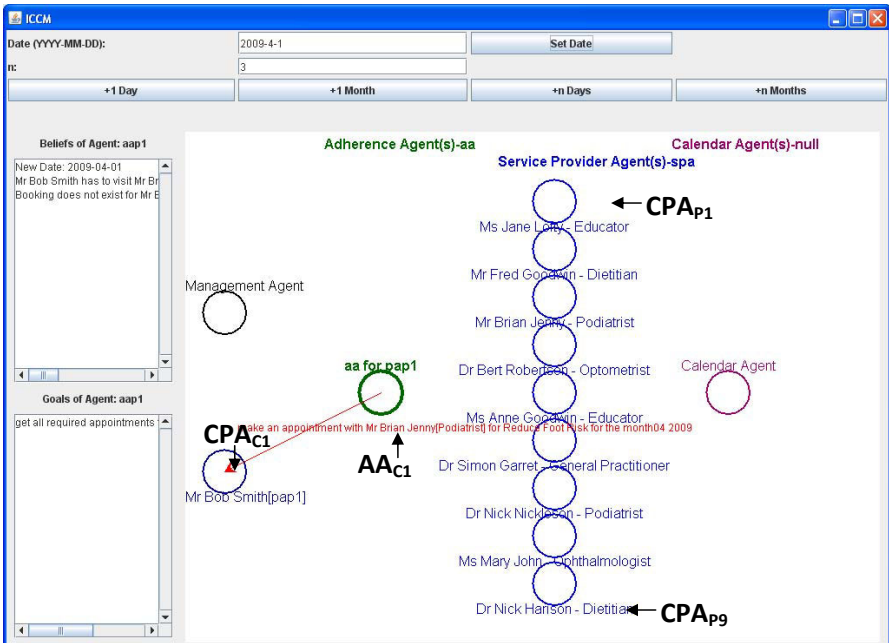 ICCM
Date (YYYY-MM-DD):
2009-4-1
Set Date
n:
3
+1 Day
+1 Month
+n Days
+n Months
Beliefs of Agent: aap1
New Date: 2009-04-01
Mr Bob Smith has to visit Mr Br
Booking does not exist for Mr B
Goals of Agent: aap1
get all required appointments
Adherence Agent(s)-aa
Calendar Agent(s)-null
Service Provider Agent(s)-spa
CPAP1
Ms Jane Lofty - Educator
Mr Fred Goodwin - Dietitian
Management Agent
Mr Brian Jenny - Podiatrist
aa for pap1
Dr Bert Robertson - Optometrist
Calendar Agent
Ms Anne Goodwin - Educator
make an appointment with Mr Brian Jenny[Podiatrist] for Reduce Foot Risk for the month04 2009
CPAC1
AAC1
Dr Simon Garret - General Practitioner
Mr Bob Smith[pap1]
Dr Nick Nickleson - Podiatrist
Ms Mary John - Ophthalmologist
Dr Nick Harison - Dietitian
CPAP9